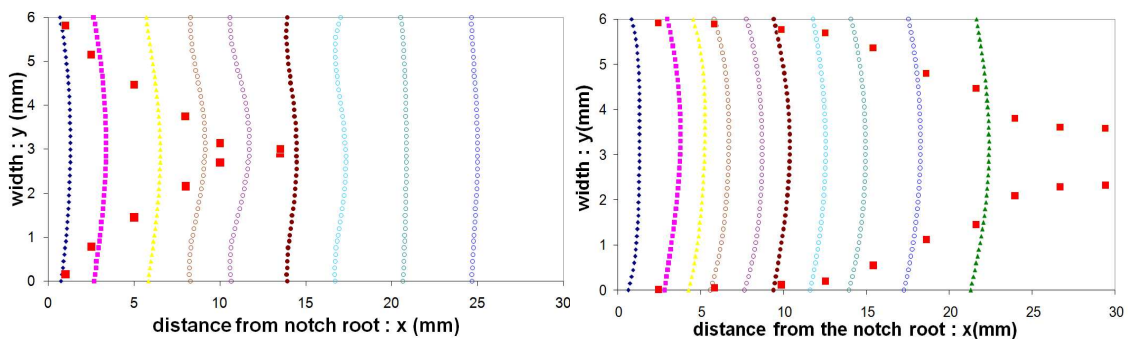 6
5
4
3
2
1
0
width : y (mm)
0 5 10 15 20 25 30
distance from notch root : x (mm)
6
5
4
3
2
1
0
width : y(mm)
0 5 10 15 20 25 30
distance from the notch root : x(mm)